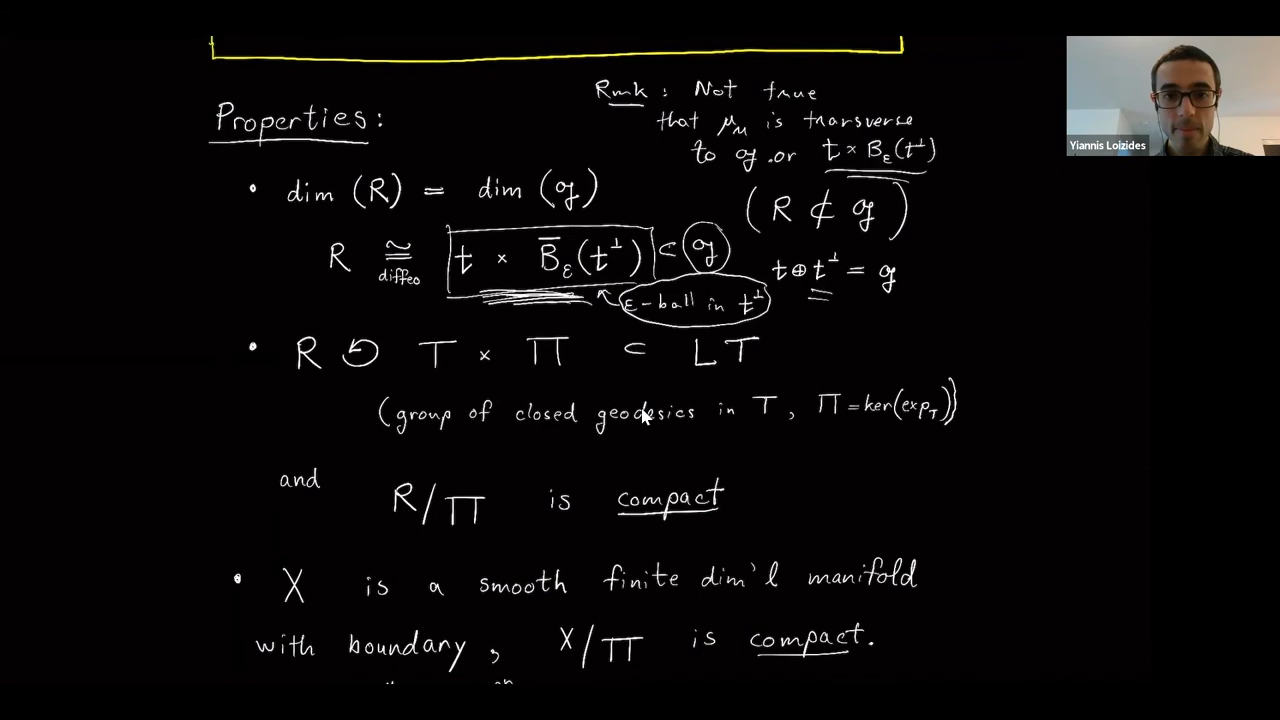 Properties:
Rmk: Not true
that μ_M is transverse
to 𝔤 or 𝔱 × B_ε(𝔱^⊥)
(R ⊄ 𝔤)
• dim (R) = dim (𝔤)
R ≅ 𝔱 × B̅_ε(𝔱^⊥) ⊂ 𝔤
diffeo
𝔱 ⊕ 𝔱^⊥ = 𝔤
ε-ball in 𝔱^⊥
• R ↺ T × Π ⊂ LT
(group of closed geodesics in T, Π = ker(exp_T))
and R/Π is compact
• X is a smooth finite dim'l manifold
with boundary, X/Π is compact.
Yiannis Loizides